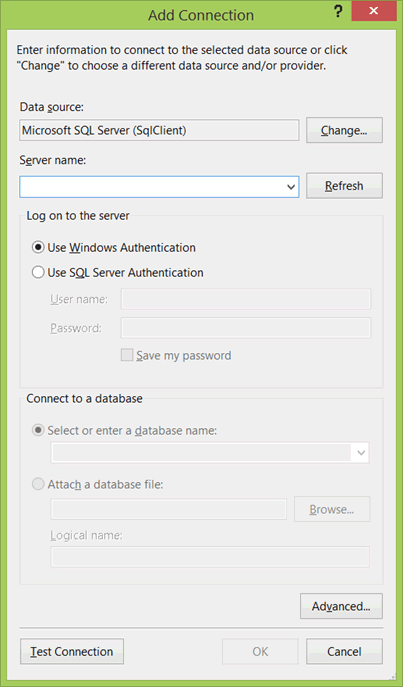 Add Connection
?
Enter information to connect to the selected data source or click
"Change" to choose a different data source and/or provider.
Data source:
Microsoft SQL Server (SqlClient)
Change...
Server name:
Refresh
Log on to the server
Use Windows Authentication
Use SQL Server Authentication
User name:
Password:
Save my password
Connect to a database
Select or enter a database name:
Attach a database file:
Browse...
Logical name:
Advanced...
Test Connection
OK
Cancel